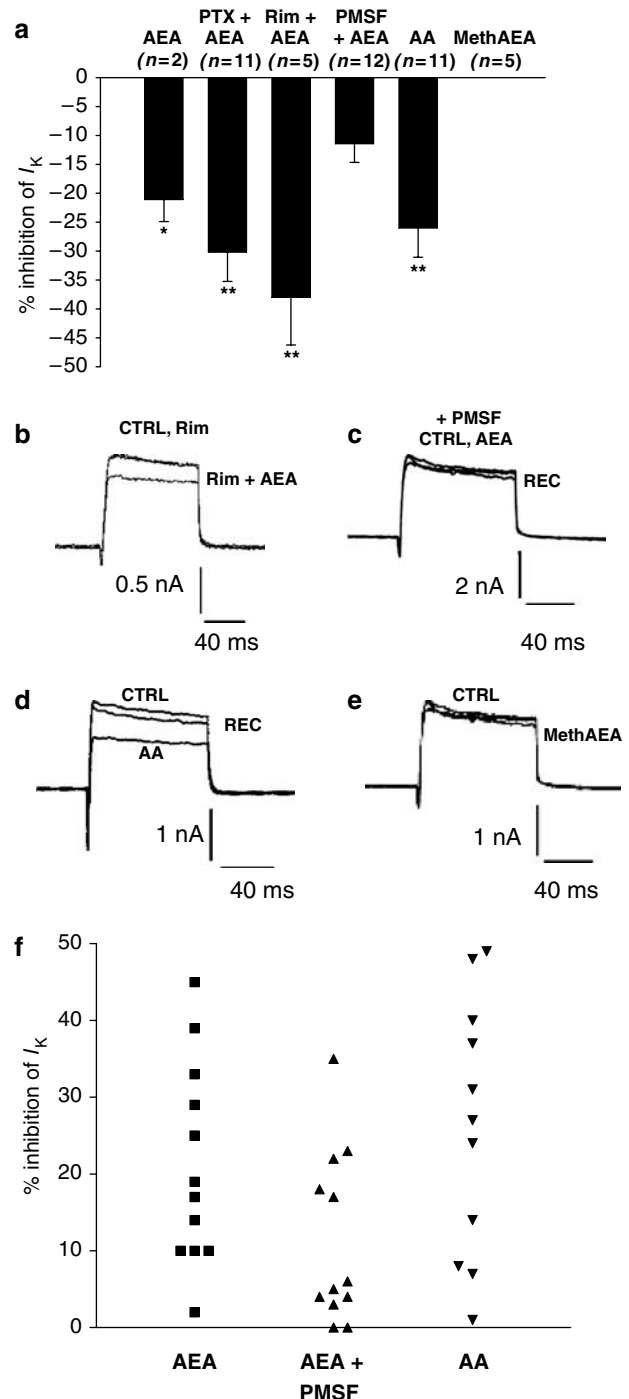 a
AEA
(n=2)
PTX +
AEA
(n=11)
Rim +
AEA
(n=5)
PMSF
+ AEA
(n=12)
AA
(n=11)
MethAEA
(n=5)
% inhibition of IK
0
−5
−10
−15
−20
−25
−30
−35
−40
−45
−50
*
**
**
**
b
CTRL, Rim
Rim + AEA
0.5 nA
40 ms
c
+ PMSF
CTRL, AEA
REC
2 nA
40 ms
d
CTRL
REC
AA
1 nA
40 ms
e
CTRL
MethAEA
1 nA
40 ms
f
% inhibition of IK
50
40
30
20
10
0
AEA
AEA +
PMSF
AA